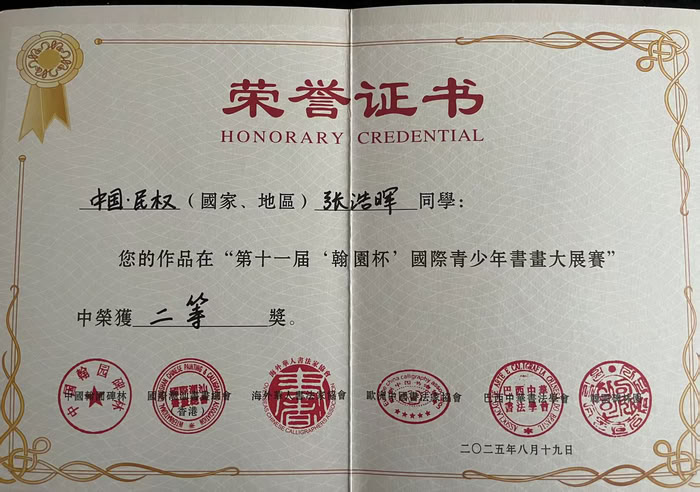 荣誉证书
HONORARY CREDENTIAL
中国·民权（國家、地區）张浩晖同學：
您的作品在“第十一届‘翰園杯’國際青少年書畫大展賽”
中榮獲二等獎。
中國翰園碑林
海外華人書法家協會
歐洲中國書法家協會
巴西中華書法學會
二〇二五年八月十九日